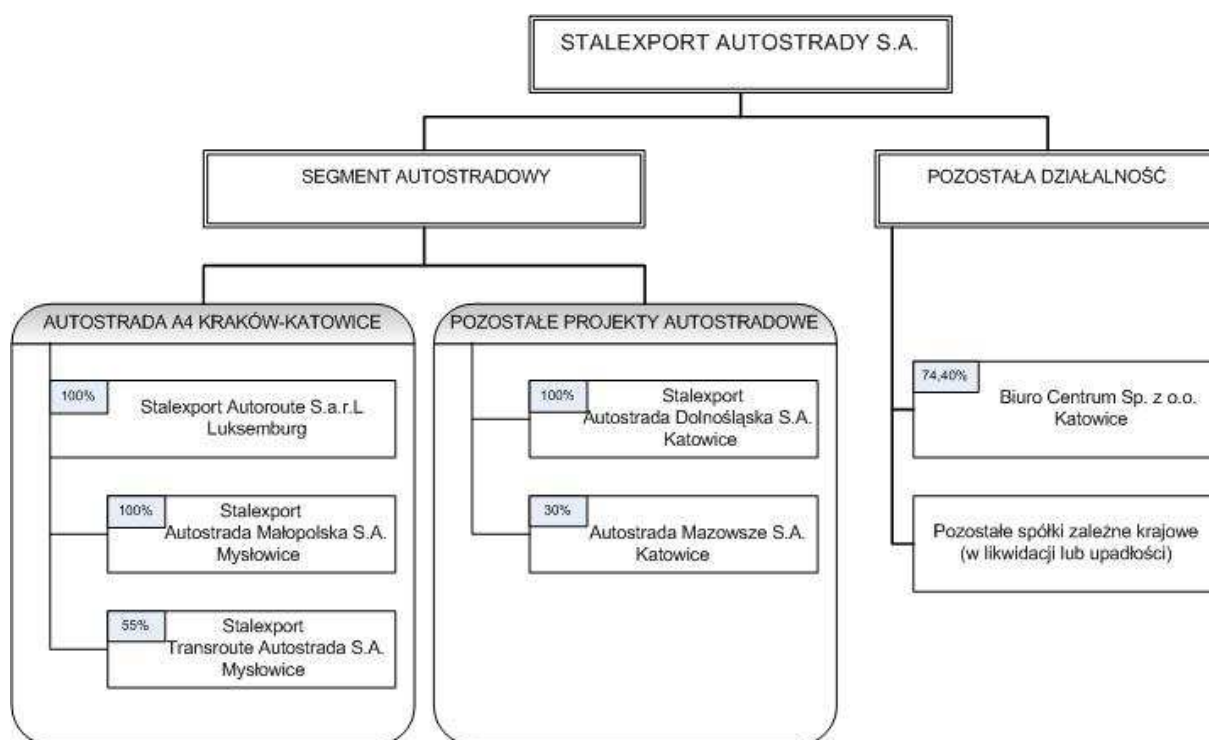 STALEXPORT AUTOSTRADY S.A.
SEGMENT AUTOSTRADOWY
POZOSTAŁA DZIAŁALNOŚĆ
AUTOSTRADA A4 KRAKÓW-KATOWICE
100%
Stalexport Autoroute S.a.r.L
Luksemburg
100%
Stalexport
Autostrada Małopolska S.A.
Mysłowice
55%
Stalexport
Transroute Autostrada S.A.
Mysłowice
POZOSTAŁE PROJEKTY AUTOSTRADOWE
100%
Stalexport
Autostrada Dolnośląska S.A.
Katowice
30%
Autostrada Mazowsze S.A.
Katowice
74,40%
Biuro Centrum Sp. z o.o.
Katowice
Pozostałe spółki zależne krajowe
(w likwidacji lub upadłości)